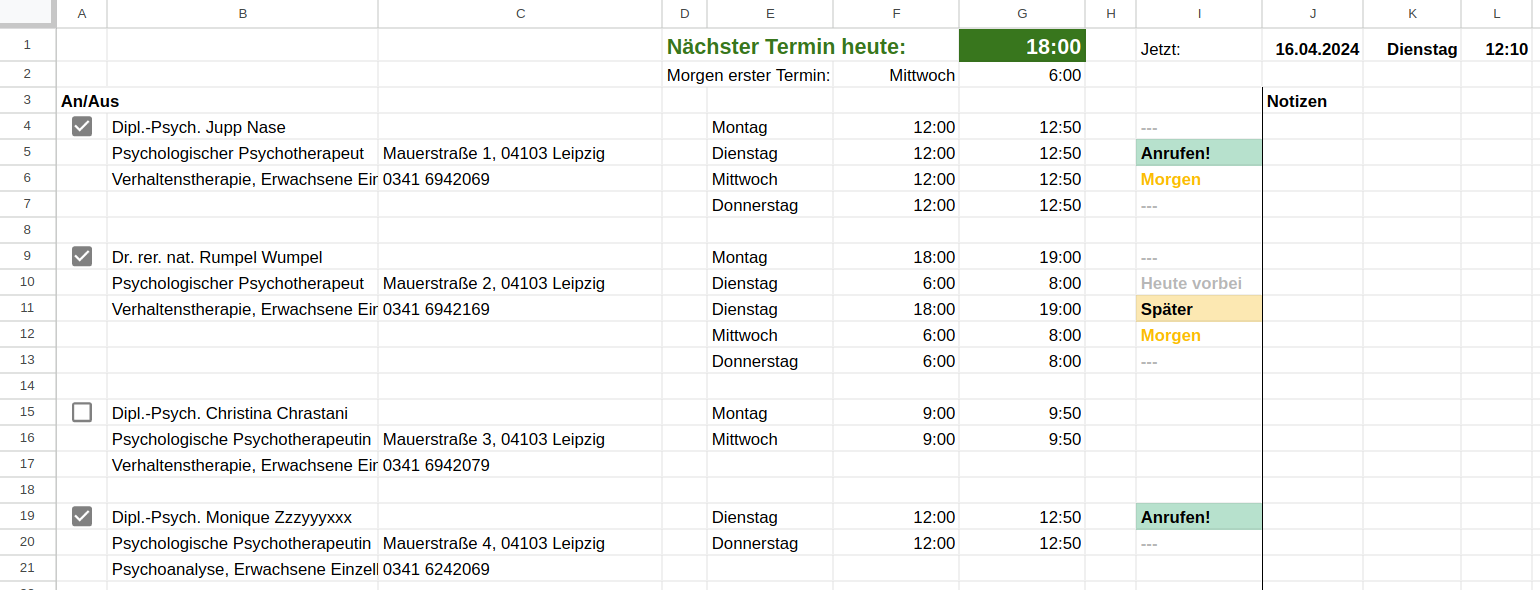 A B C D E F G H I J K L
1 Nächster Termin heute: 18:00 Jetzt: 16.04.2024 Dienstag 12:10
2 Morgen erster Termin: Mittwoch 6:00
3 An/Aus Notizen
4 Dipl.-Psych. Jupp Nase Montag 12:00 12:50 ---
5 Psychologischer Psychotherapeut Mauerstraße 1, 04103 Leipzig Dienstag 12:00 12:50 Anrufen!
6 Verhaltenstherapie, Erwachsene Ein 0341 6942069 Mittwoch 12:00 12:50 Morgen
7 Donnerstag 12:00 12:50 ---
8
9 Dr. rer. nat. Rumpel Wumpel Montag 18:00 19:00 ---
10 Psychologischer Psychotherapeut Mauerstraße 2, 04103 Leipzig Dienstag 6:00 8:00 Heute vorbei
11 Verhaltenstherapie, Erwachsene Ein 0341 6942169 Dienstag 18:00 19:00 Später
12 Mittwoch 6:00 8:00 Morgen
13 Donnerstag 6:00 8:00 ---
14
15 Dipl.-Psych. Christina Chrastani Montag 9:00 9:50
16 Psychologische Psychotherapeutin Mauerstraße 3, 04103 Leipzig Mittwoch 9:00 9:50
17 Verhaltenstherapie, Erwachsene Ein 0341 6942079
18
19 Dipl.-Psych. Monique Zzzyyyxxx Dienstag 12:00 12:50 Anrufen!
20 Psychologische Psychotherapeutin Mauerstraße 4, 04103 Leipzig Donnerstag 12:00 12:50 ---
21 Psychoanalyse, Erwachsene Einzel 0341 6242069